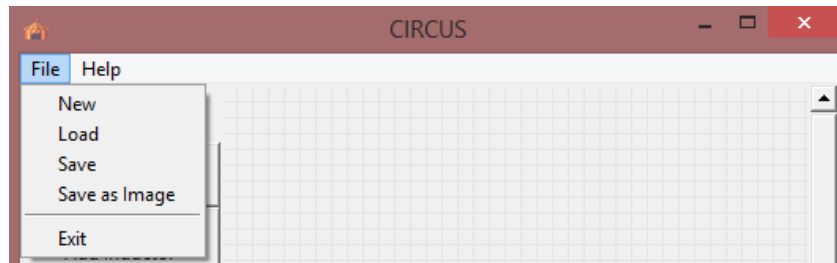 CIRCUS
File Help
New
Load
Save
Save as Image
Exit